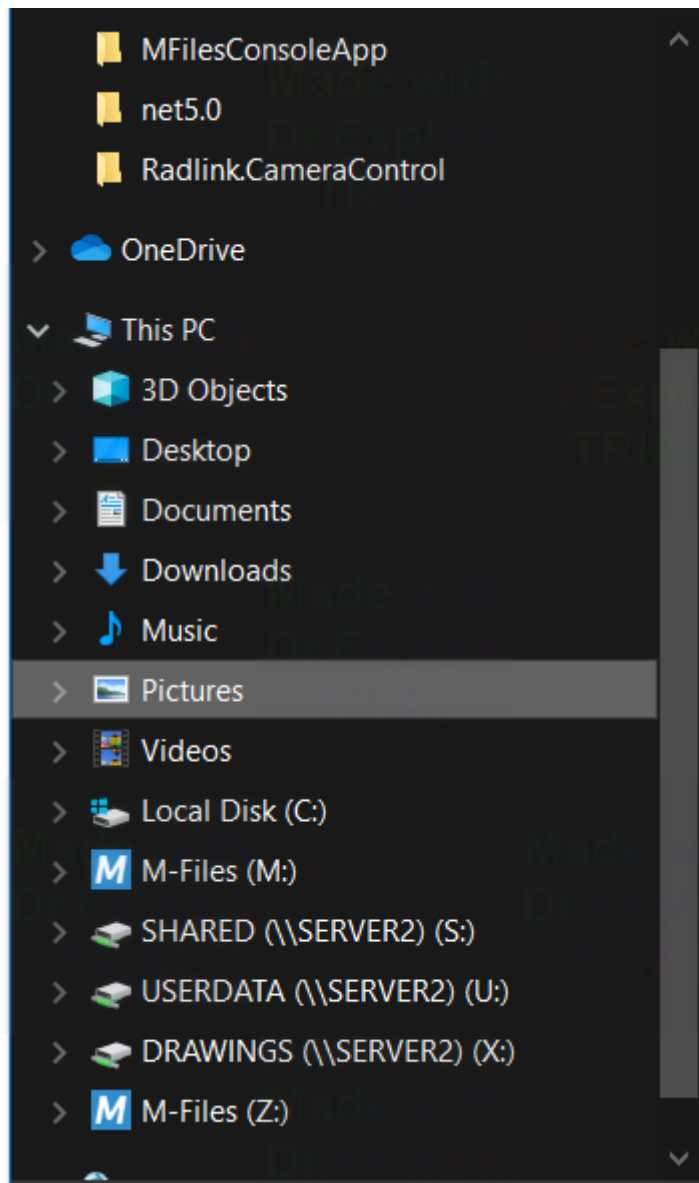 MFilesConsoleApp
net5.0
Radlink.CameraControl
OneDrive
This PC
3D Objects
Desktop
Documents
Downloads
Music
Pictures
Videos
Local Disk (C:)
M-Files (M:)
SHARED (\\SERVER2) (S:)
USERDATA (\\SERVER2) (U:)
DRAWINGS (\\SERVER2) (X:)
M-Files (Z:)